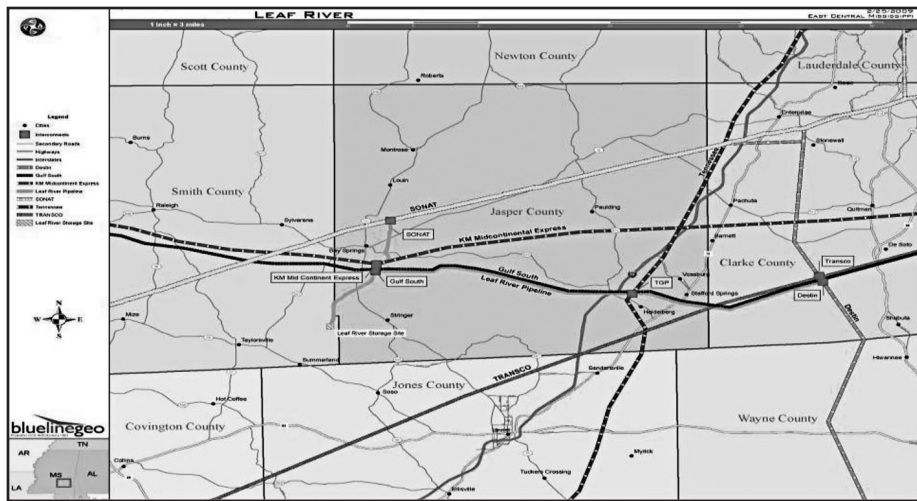 LEAF RIVER
2/25/2009
EAST CENTRAL MISSISSIPPI
1 inch = 3 miles
Scott County
Newton County
Lauderdale County
Roberts
Enterprise
Stonewall
Burns
Montrose
Louin
Smith County
Raleigh
Sylvarena
SONAT
Jasper County
Paulding
Tennessee
Pachuta
Quitman
SONAT
KM Midcontinental Express
Bay Springs
Barnett
De Soto
Clarke County
KM Mid Continent Express
Gulf South
Gulf South
Leaf River Pipeline
TGP
Vossburg
Stafford Springs
Transco
Destin
Destin
Heidelberg
Mize
Stringer
Leaf River Storage Site
Shubuta
Taylorsville
Summerland
TRANSCO
Sandersville
Hiwannee
Jones County
Soso
Hot Coffee
Covington County
Wayne County
Collins
Myrick
Tuckers Crossing
Ellisville
Legend
Cities
Interconnects
Secondary Roads
Highways
Interstates
Destin
Gulf South
KM Midcontinent Express
Leaf River Pipeline
SONAT
Tennessee
TRANSCO
Leaf River Storage Site
N
W E
S
bluelinegeo
TN
AR
MS AL
LA